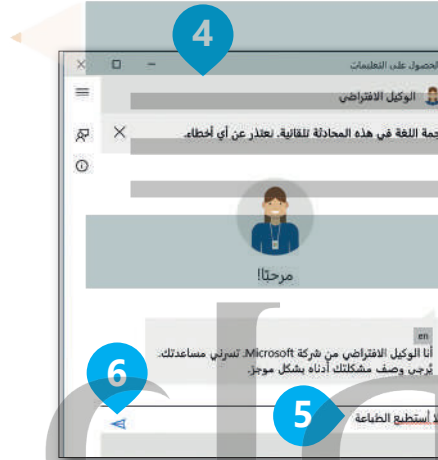 4
الحصول على التعليمات
الوكيل الافتراضي
اللغة في هذه المحادثة تلقائية. نعتذر عن أي أخطاء.
مرحبًا!
en
أنا الوكيل الافتراضي من شركة Microsoft. تسرني مساعدتك.
يُرجى وصف مشكلتك أدناه بشكل موجز.
6
5
لا أستطيع الطباعة